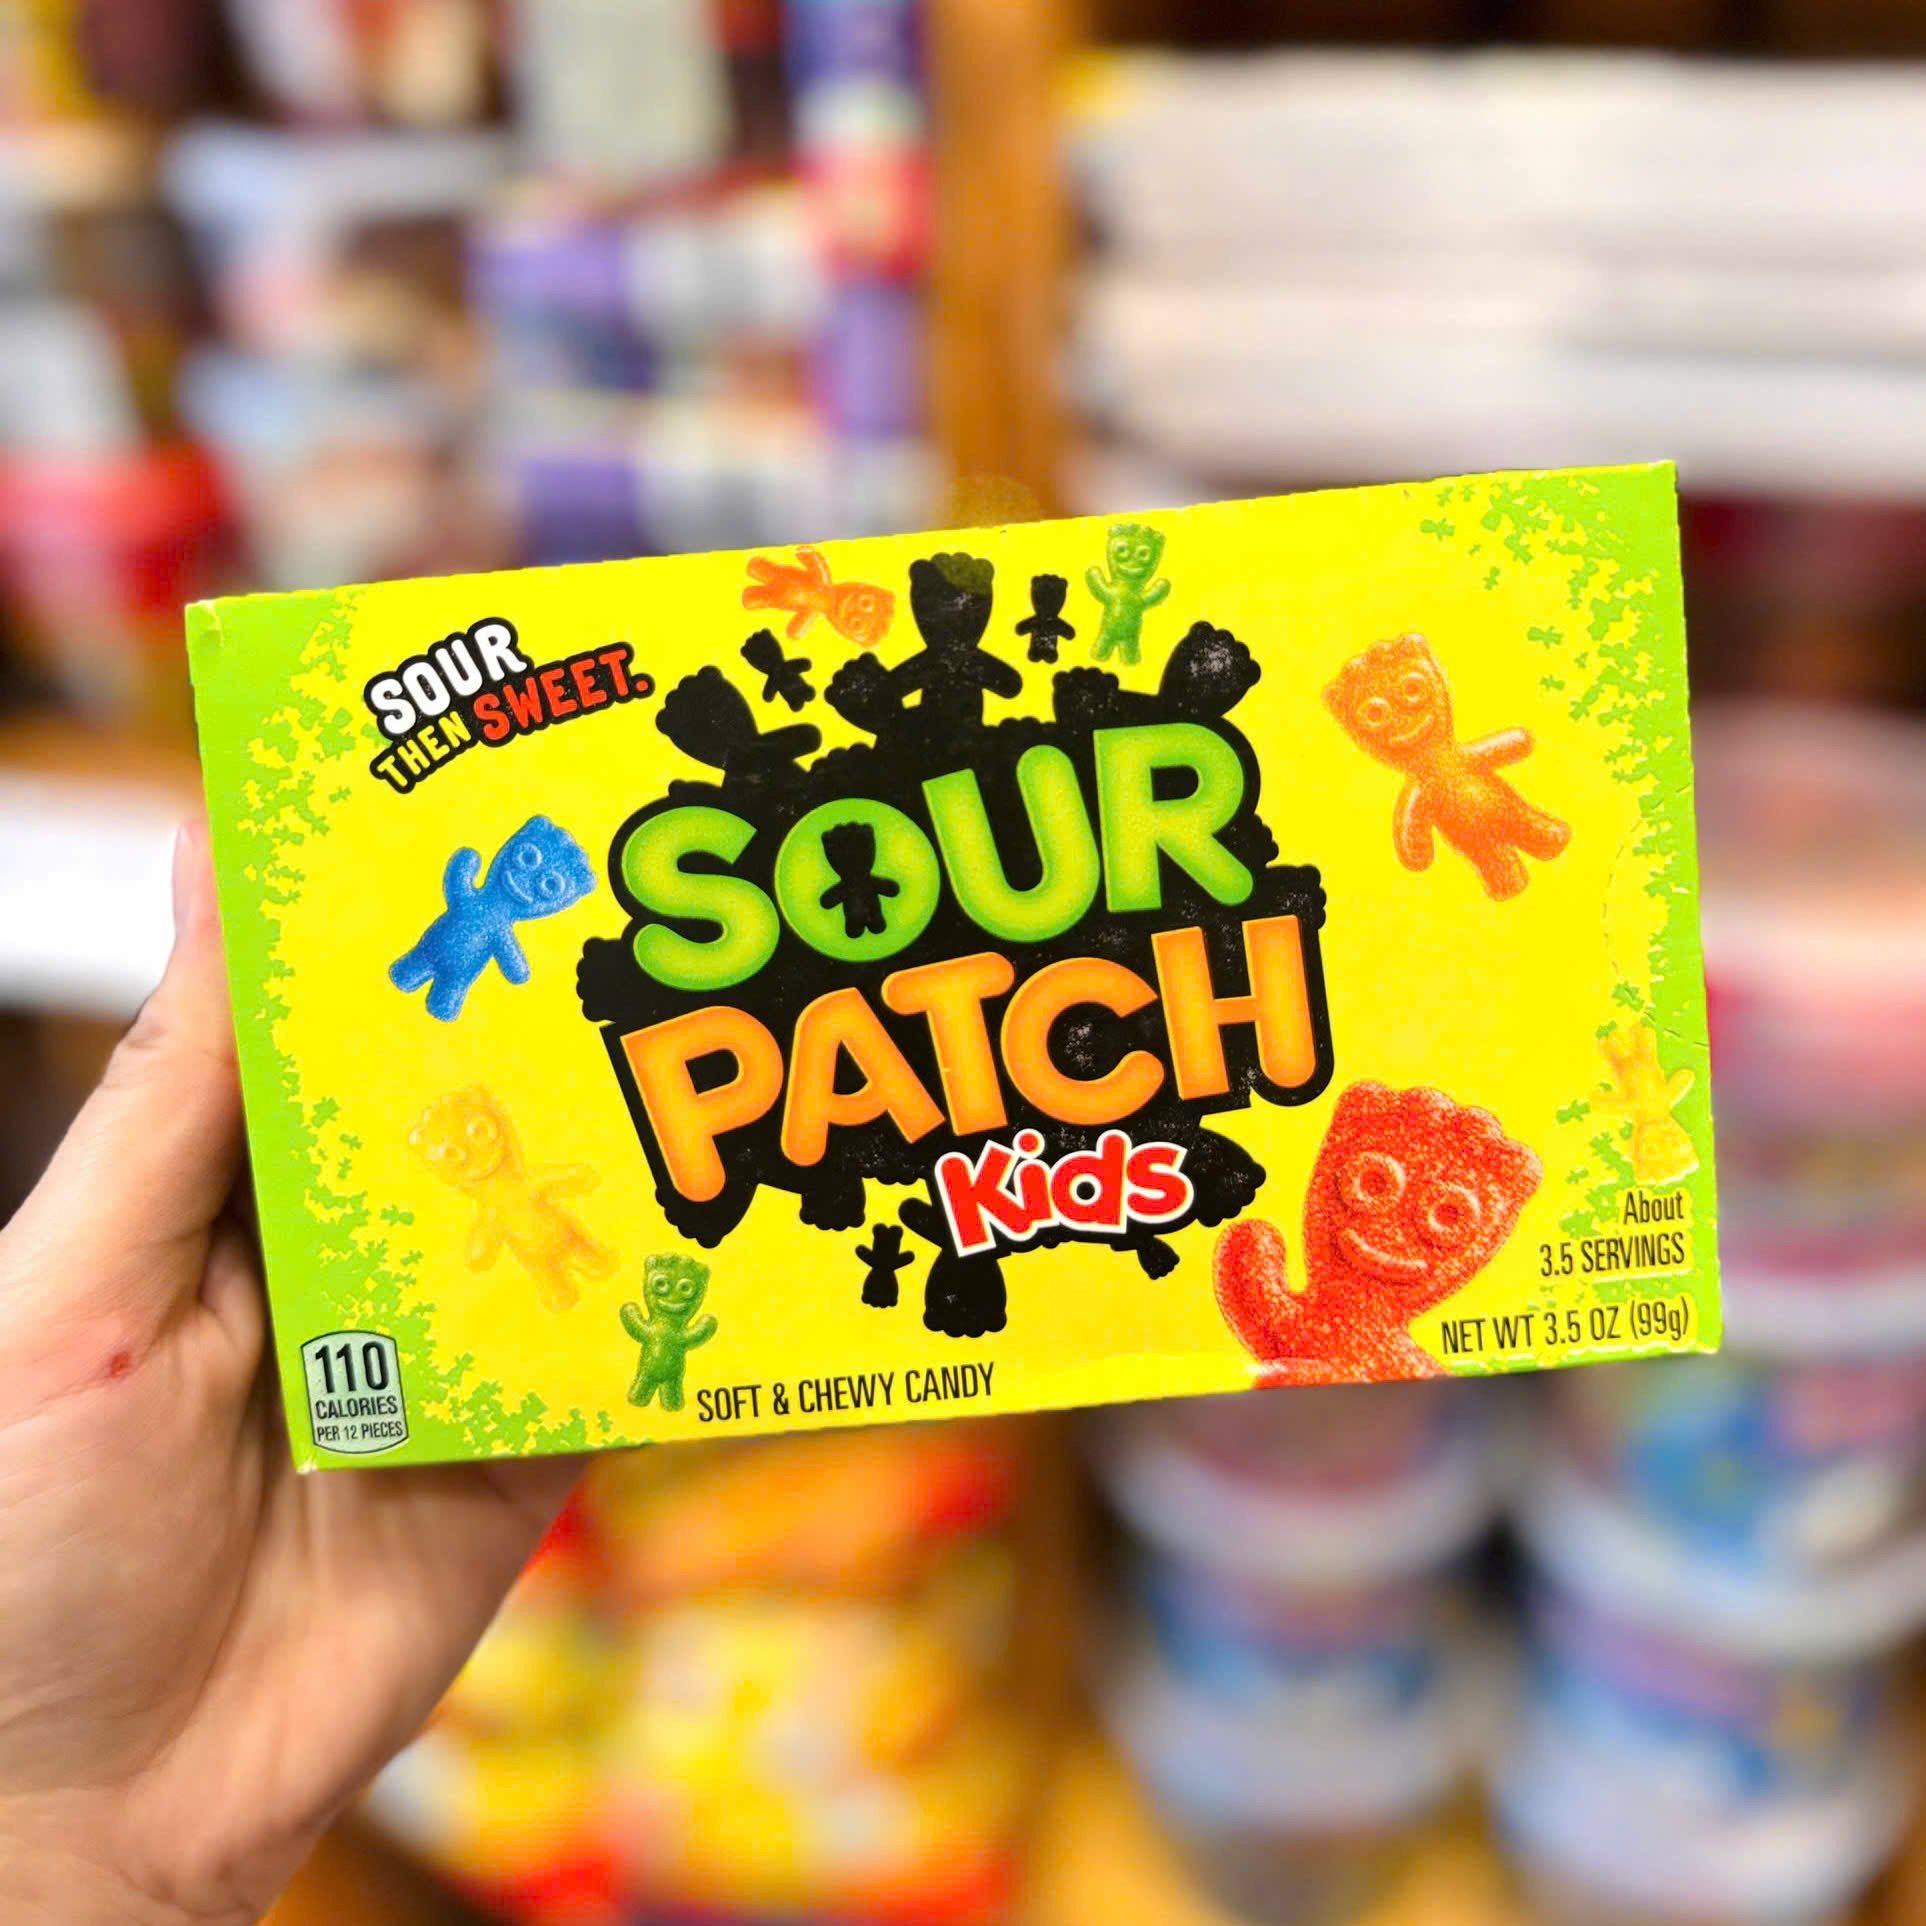 SOUR
THEN SWEET.
SOUR
PATCH
Kids
About
3.5 SERVINGS
NET WT 3.5 OZ (99g)
110
CALORIES
PER 12 PIECES
SOFT & CHEWY CANDY